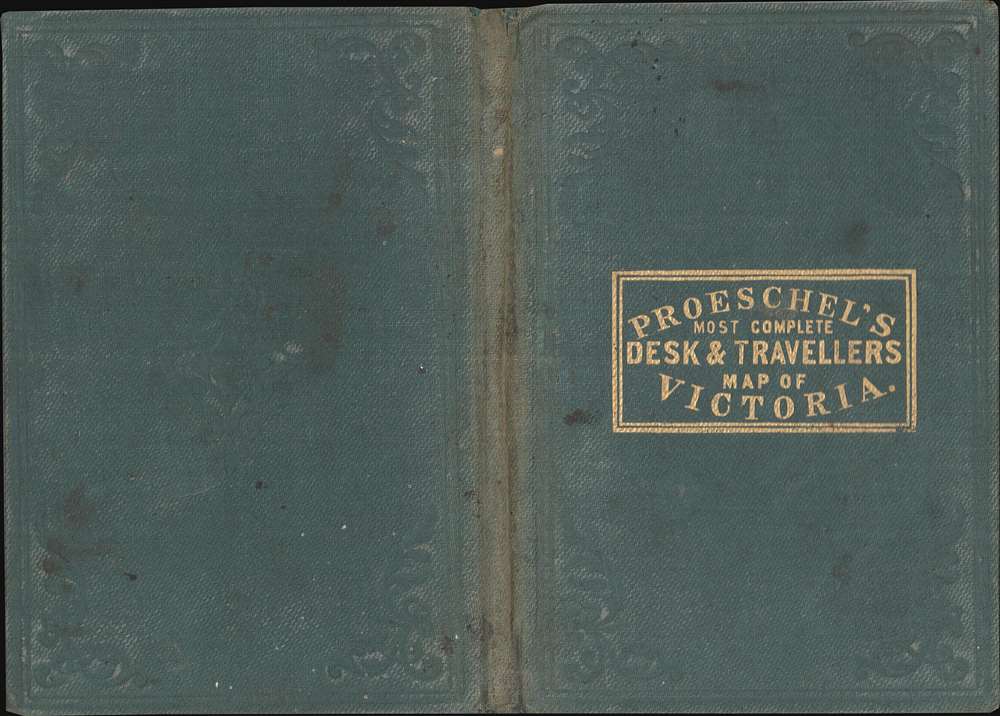 PROESCHEL'S
MOST COMPLETE
DESK & TRAVELLERS
MAP OF
VICTORIA.